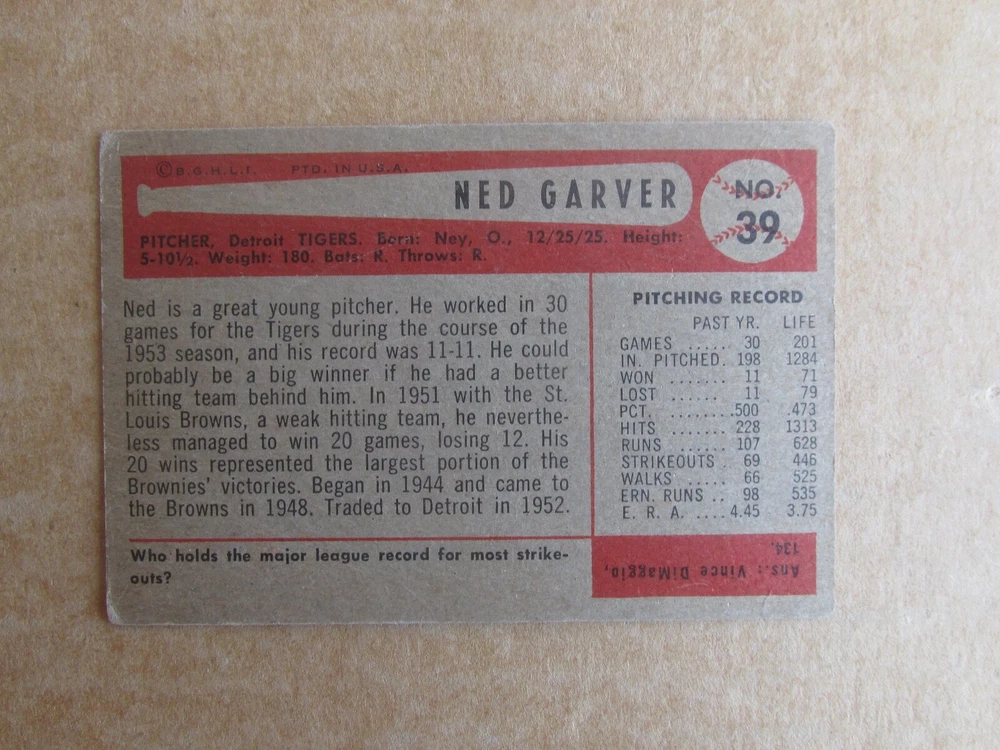 ©B.G.H.L.I. PTD. IN U.S.A.
NED GARVER
NO. 39
PITCHER, Detroit TIGERS. Born: Ney, O., 12/25/25. Height:
5-10½. Weight: 180. Bats: R. Throws: R.
Ned is a great young pitcher. He worked in 30
games for the Tigers during the course of the
1953 season, and his record was 11-11. He could
probably be a big winner if he had a better
hitting team behind him. In 1951 with the St.
Louis Browns, a weak hitting team, he neverthe-
less managed to win 20 games, losing 12. His
20 wins represented the largest portion of the
Brownies' victories. Began in 1944 and came to
the Browns in 1948. Traded to Detroit in 1952.
PITCHING RECORD
PAST YR. LIFE
GAMES ...... 30 201
IN. PITCHED. 198 1284
WON ....... 11 71
LOST ....... 11 79
PCT. ........500 .473
HITS ....... 228 1313
RUNS ...... 107 628
STRIKEOUTS . 69 446
WALKS ..... 66 525
ERN. RUNS .. 98 535
E. R. A. ....4.45 3.75
Who holds the major league record for most strike-
outs?
Ans.: Vince DiMaggio,
134.